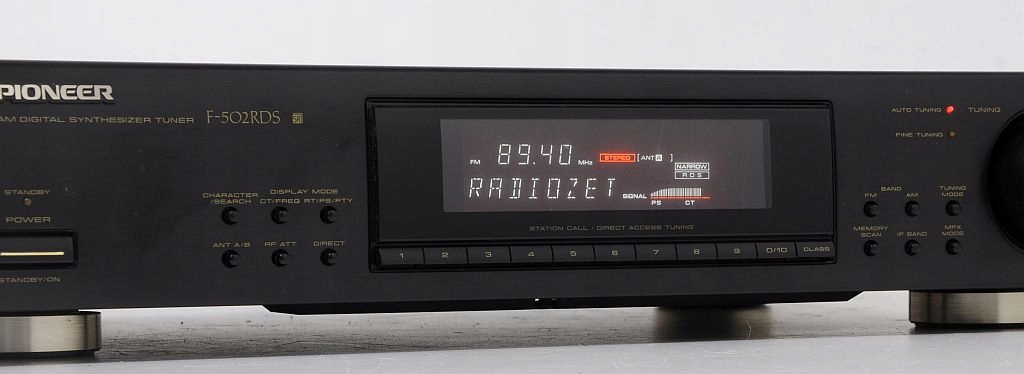 PIONEER
AM DIGITAL SYNTHESIZER TUNER F-502RDS
STANDBY
POWER
STANDBY/ON
CHARACTER
/SEARCH
DISPLAY MODE
CT/FREQ RT/PS/PTY
ANT A/B RF ATT DIRECT
FM 89.40 MHz STEREO [ANT A ]
NARROW
RDS
RADIOZET SIGNAL
PS CT
STATION CALL / DIRECT ACCESS TUNING
1 2 3 4 5 6 7 8 9 0/10 CLASS
AUTO TUNING TUNING
FINE TUNING
BAND
FM AM
TUNING
MODE
MEMORY
SCAN
IF BAND
MPX
MODE